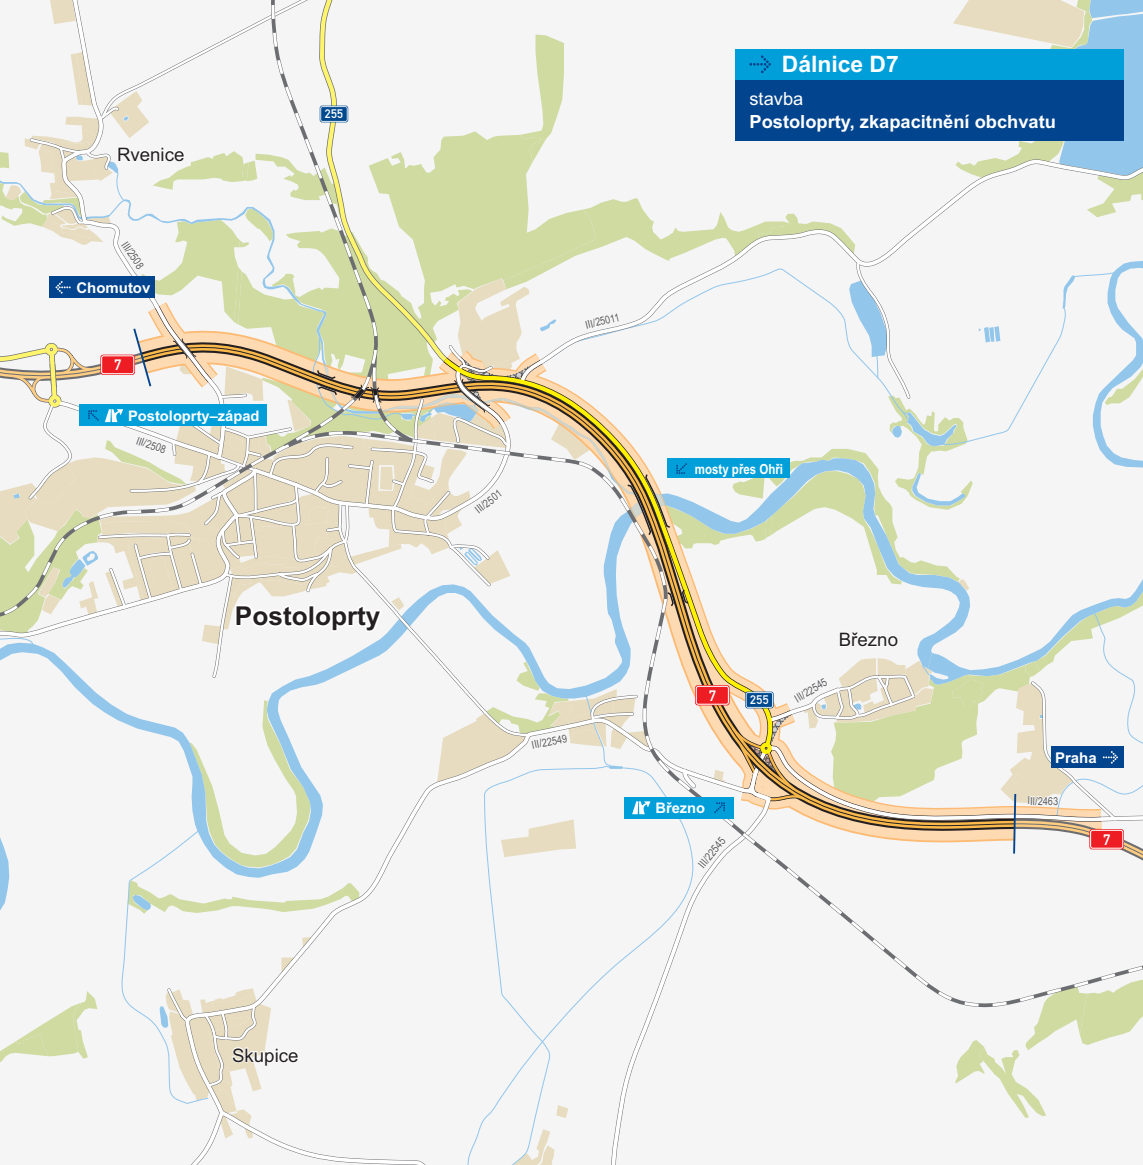 Dálnice D7
stavba
Postoloprty, zkapacitnění obchvatu
255
Rvenice
III/2508
Chomutov
III/25011
7
Postoloprty–západ
III/2508
mosty přes Ohři
III/2501
Postoloprty
Březno
7
255
III/22545
III/22549
Praha
Březno
III/2463
7
III/22545
Skupice